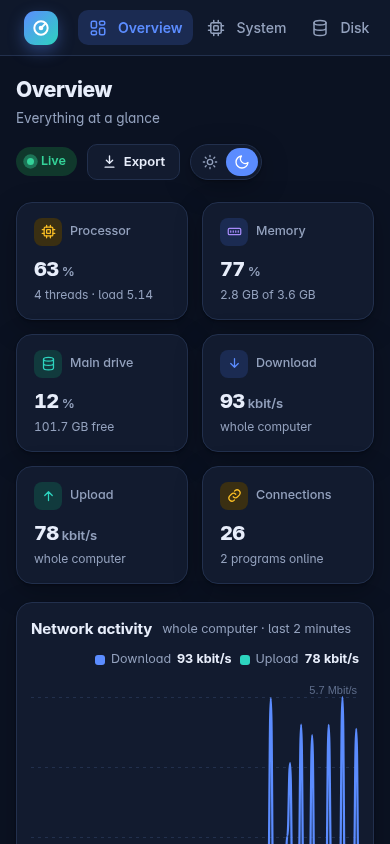 Overview System Disk
Overview
Everything at a glance
Live Export
Processor
63 %
4 threads · load 5.14
Memory
77 %
2.8 GB of 3.6 GB
Main drive
12 %
101.7 GB free
Download
93 kbit/s
whole computer
Upload
78 kbit/s
whole computer
Connections
26
2 programs online
Network activity whole computer · last 2 minutes
Download 93 kbit/s Upload 78 kbit/s
5.7 Mbit/s